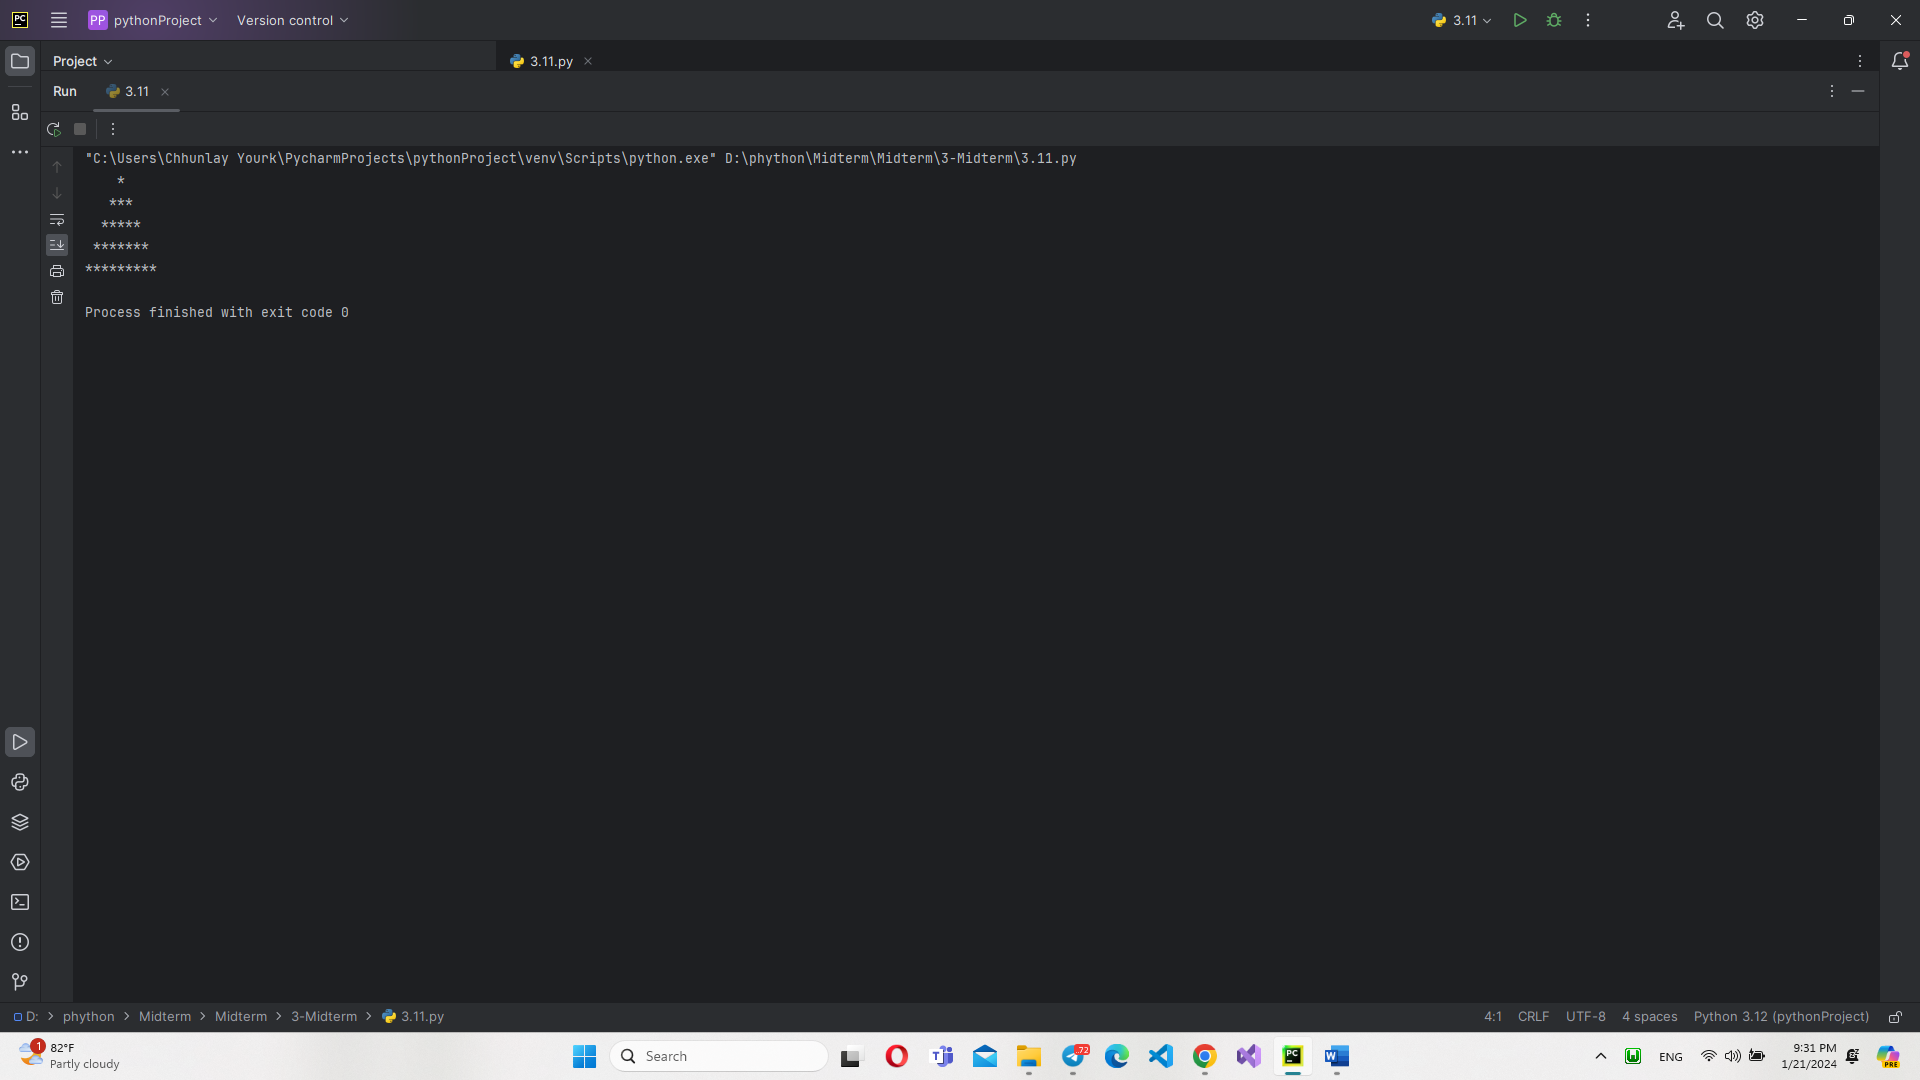 PC PP pythonProject Version control 3.11
Project 3.11.py
Run 3.11
"C:\Users\Chhunlay Yourk\PycharmProjects\pythonProject\venv\Scripts\python.exe" D:\phython\Midterm\Midterm\3-Midterm\3.11.py
    *
   ***
  *****
 *******
*********
Process finished with exit code 0
D: > phython > Midterm > Midterm > 3-Midterm > 3.11.py 4:1 CRLF UTF-8 4 spaces Python 3.12 (pythonProject)
1 82°F
Partly cloudy
Search
72
PC
ENG
9:31 PM
1/21/2024
PRE